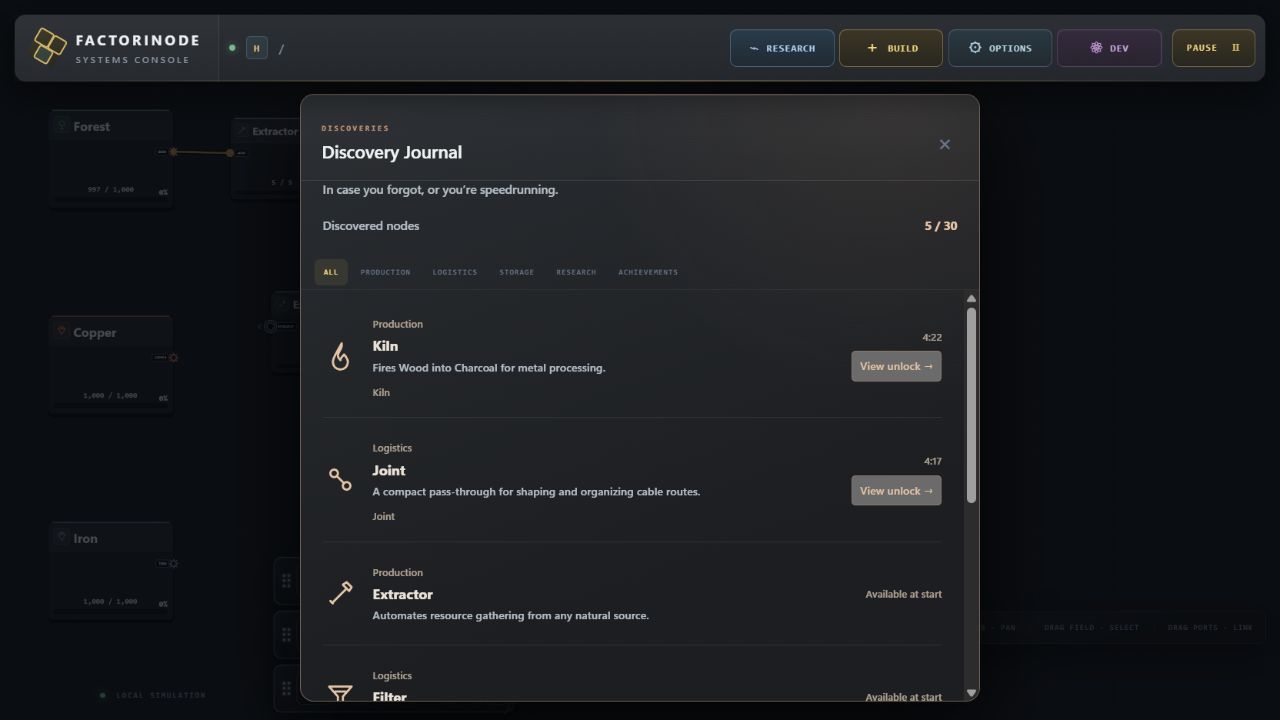 FACTORINODE
SYSTEMS CONSOLE
H /
RESEARCH
BUILD
OPTIONS
DEV
PAUSE
Forest
997 / 1,000
0%
Extractor
5 / 5
Copper
1,000 / 1,000
0%
Iron
1,000 / 1,000
0%
LOCAL SIMULATION
DISCOVERIES
Discovery Journal
In case you forgot, or you're speedrunning.
Discovered nodes
5 / 30
ALL
PRODUCTION
LOGISTICS
STORAGE
RESEARCH
ACHIEVEMENTS
Production
Kiln
Fires Wood into Charcoal for metal processing.
Kiln
4:22
View unlock →
Logistics
Joint
A compact pass-through for shaping and organizing cable routes.
Joint
4:17
View unlock →
Production
Extractor
Automates resource gathering from any natural source.
Available at start
Logistics
Filter
Available at start
- PAN
DRAG FIELD - SELECT
DRAG PORTS - LINK